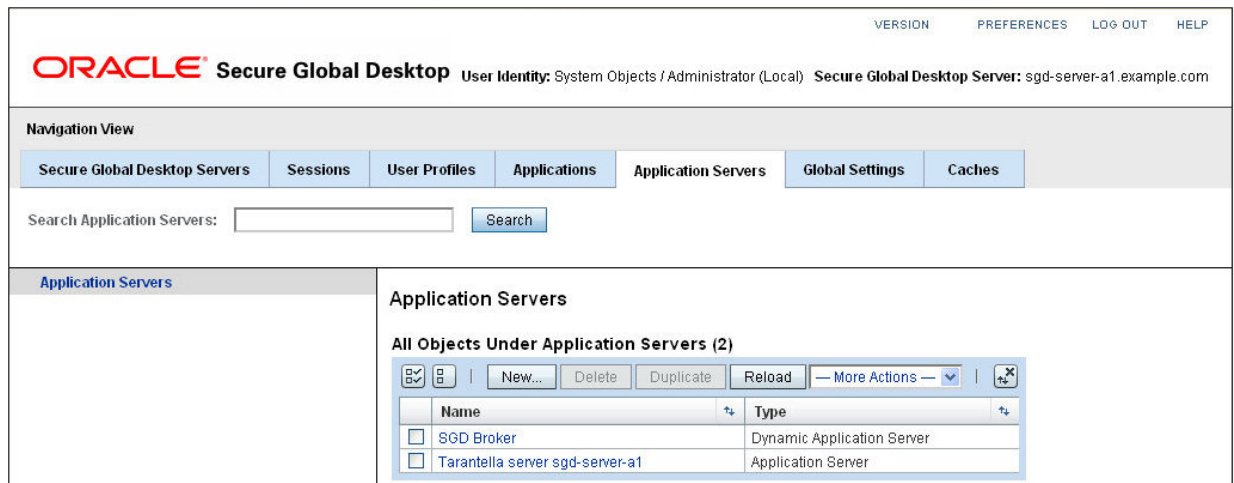 VERSION PREFERENCES LOG OUT HELP
ORACLE Secure Global Desktop User Identity: System Objects / Administrator (Local) Secure Global Desktop Server: sgd-server-a1.example.com
Navigation View
Secure Global Desktop Servers Sessions User Profiles Applications Application Servers Global Settings Caches
Search Application Servers: Search
Application Servers
Application Servers
All Objects Under Application Servers (2)
New... Delete Duplicate Reload — More Actions —
Name Type
SGD Broker Dynamic Application Server
Tarantella server sgd-server-a1 Application Server